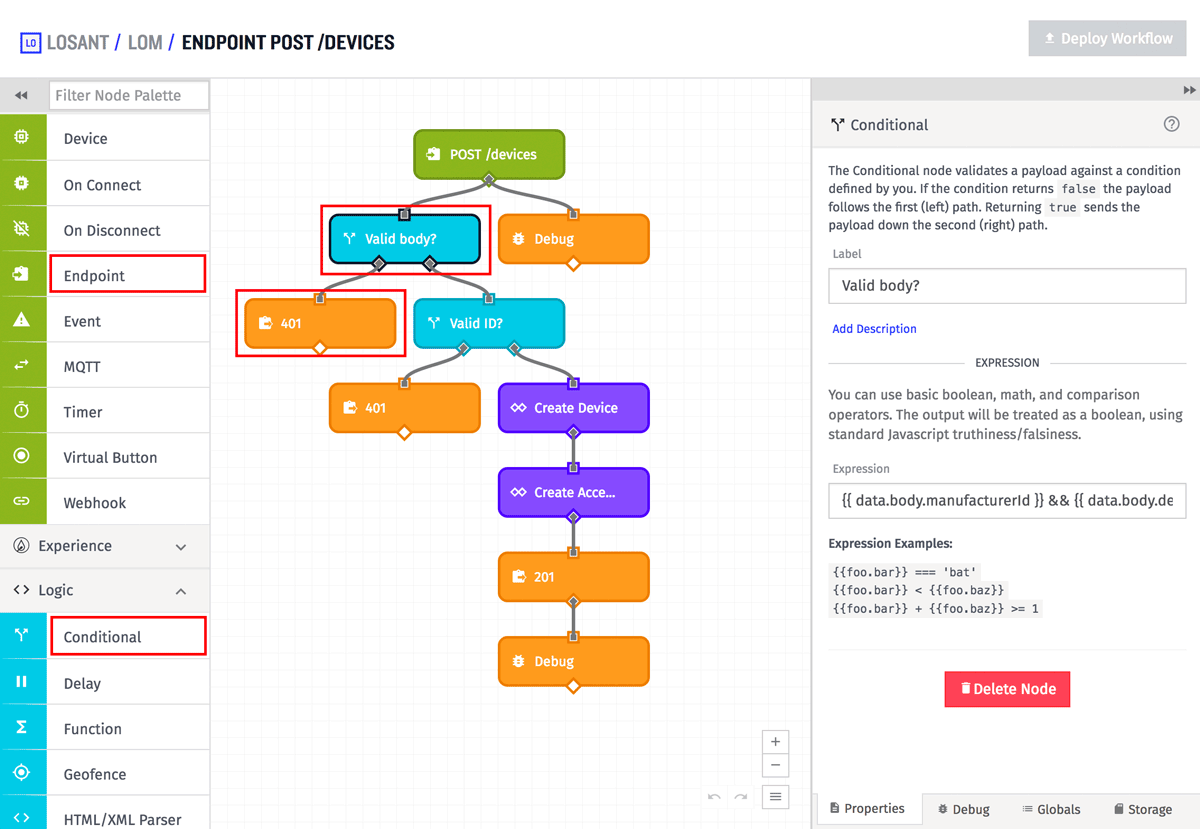 LO LOSANT / LOM / ENDPOINT POST /DEVICES
Deploy Workflow
Filter Node Palette
Device
On Connect
On Disconnect
Endpoint
Event
MQTT
Timer
Virtual Button
Webhook
Experience
Logic
Conditional
Delay
Function
Geofence
HTML/XML Parser
POST /devices
Valid body?
Debug
401
Valid ID?
401
Create Device
Create Acce...
201
Debug
Conditional
The Conditional node validates a payload against a condition
defined by you. If the condition returns false the payload
follows the first (left) path. Returning true sends the
payload down the second (right) path.
Label
Valid body?
Add Description
EXPRESSION
You can use basic boolean, math, and comparison
operators. The output will be treated as a boolean, using
standard Javascript truthiness/falsiness.
Expression
{{ data.body.manufacturerId }} && {{ data.body.de
Expression Examples:
{{foo.bar}} === 'bat'
{{foo.bar}} < {{foo.baz}}
{{foo.bar}} + {{foo.baz}} >= 1
Delete Node
Properties
Debug
Globals
Storage